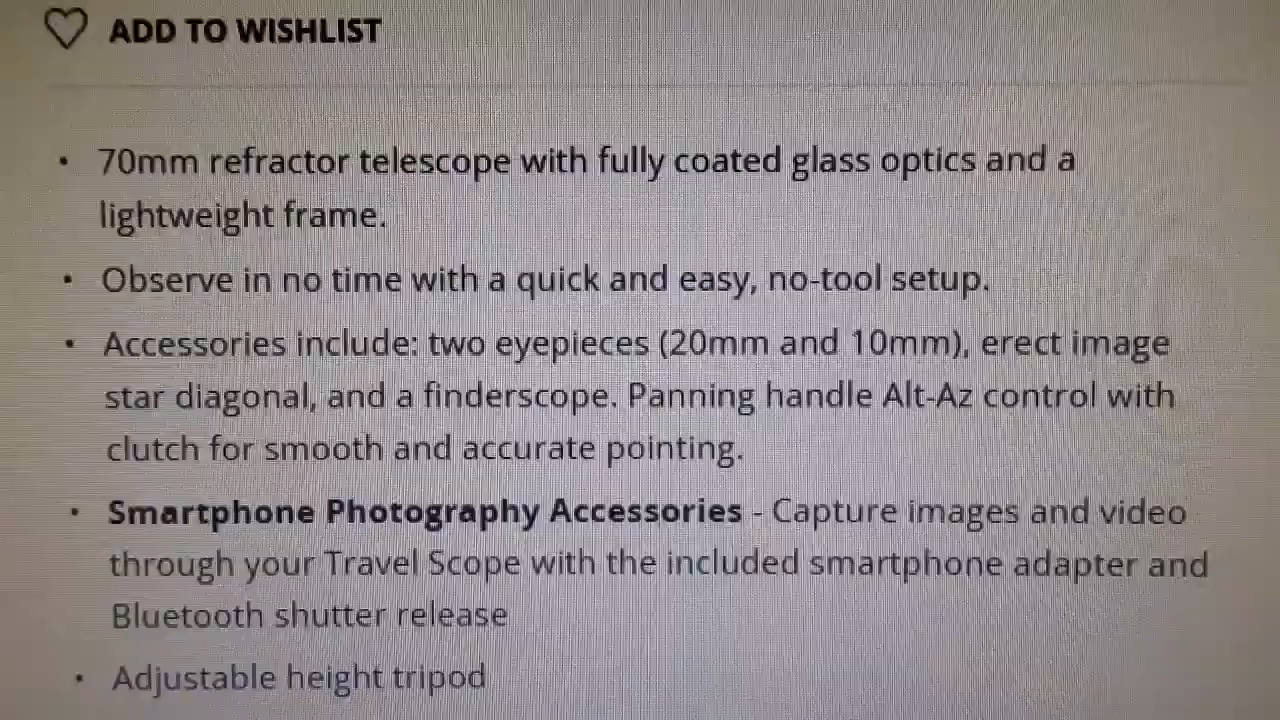 ADD TO WISHLIST
• 70mm refractor telescope with fully coated glass optics and a
lightweight frame.
• Observe in no time with a quick and easy, no-tool setup.
• Accessories include: two eyepieces (20mm and 10mm), erect image
star diagonal, and a finderscope. Panning handle Alt-Az control with
clutch for smooth and accurate pointing.
• Smartphone Photography Accessories - Capture images and video
through your Travel Scope with the included smartphone adapter and
Bluetooth shutter release
• Adjustable height tripod